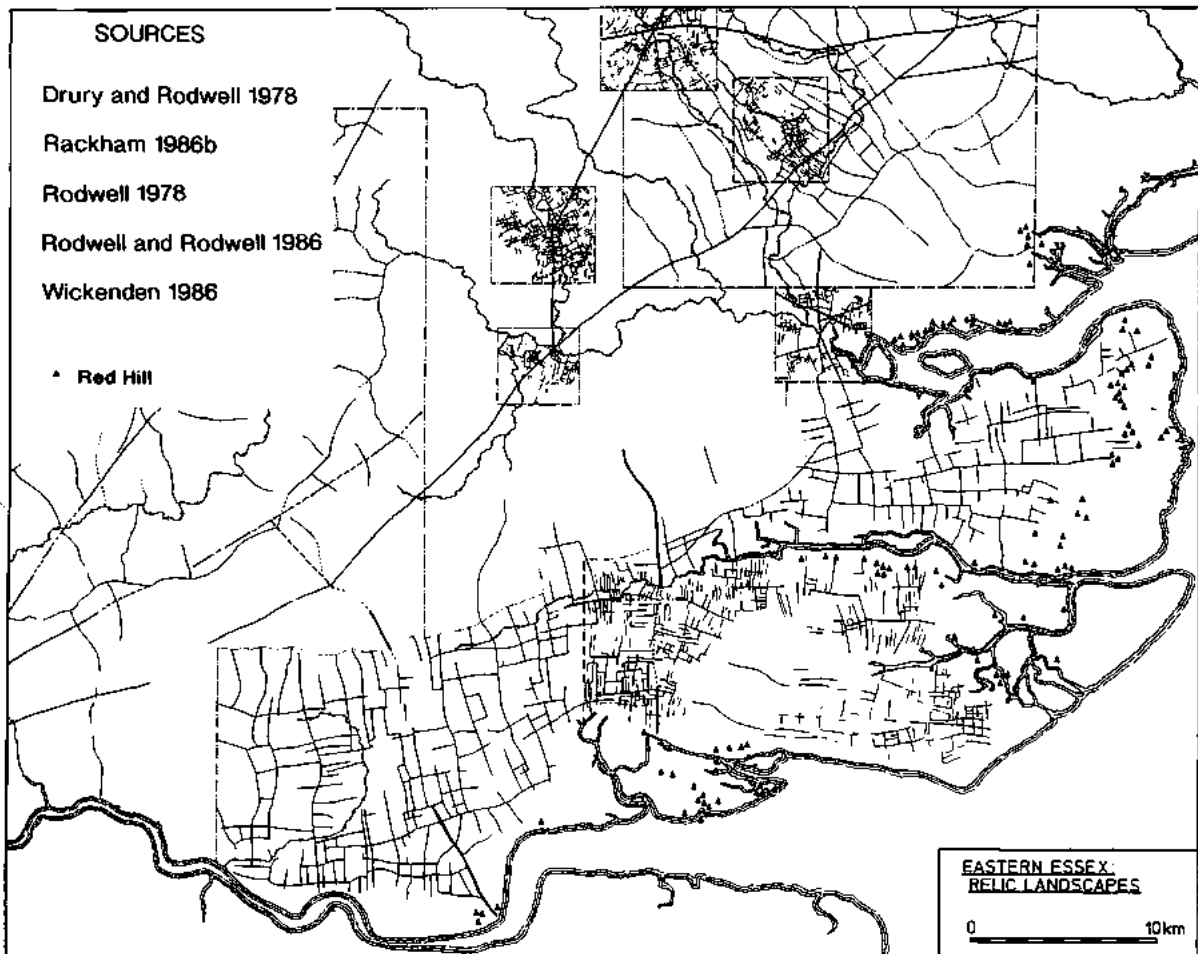 SOURCES
Drury and Rodwell 1978
Rackham 1986b
Rodwell 1978
Rodwell and Rodwell 1986
Wickenden 1986
Red Hill
EASTERN ESSEX:
RELIC LANDSCAPES
0 10km